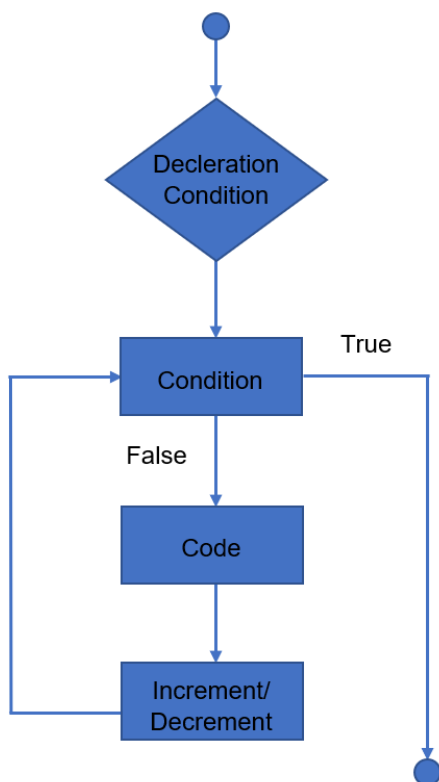 Decleration
Condition
True
Condition
False
Code
Increment/
Decrement